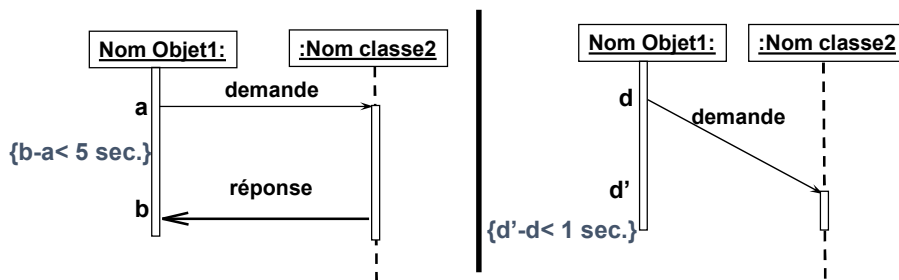 Nom Objet1:
:Nom classe2
a
demande
{b-a< 5 sec.}
réponse
b
Nom Objet1:
:Nom classe2
d
demande
d’
{d’-d< 1 sec.}